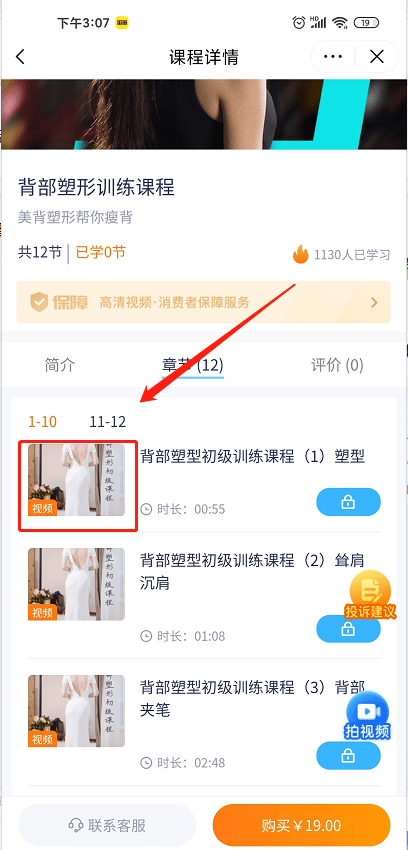 下午3:07
HD
19
课程详情
背部塑形训练课程
美背塑形帮你瘦背
共12节 已学0节
1130人已学习
保障 高清视频·消费者保障服务
简介 章节 (12) 评价 (0)
1-10 11-12
背部塑型初级训练课程（1）塑型
背部塑形初级课程
视频
时长：00:55
背部塑型初级训练课程（2）耸肩
沉肩
背部塑形初级课程
视频
时长：01:08
投诉建议
背部塑型初级训练课程（3）背部
夹笔
背部塑形初级课程
视频
时长：02:48
拍视频
联系客服
购买￥19.00